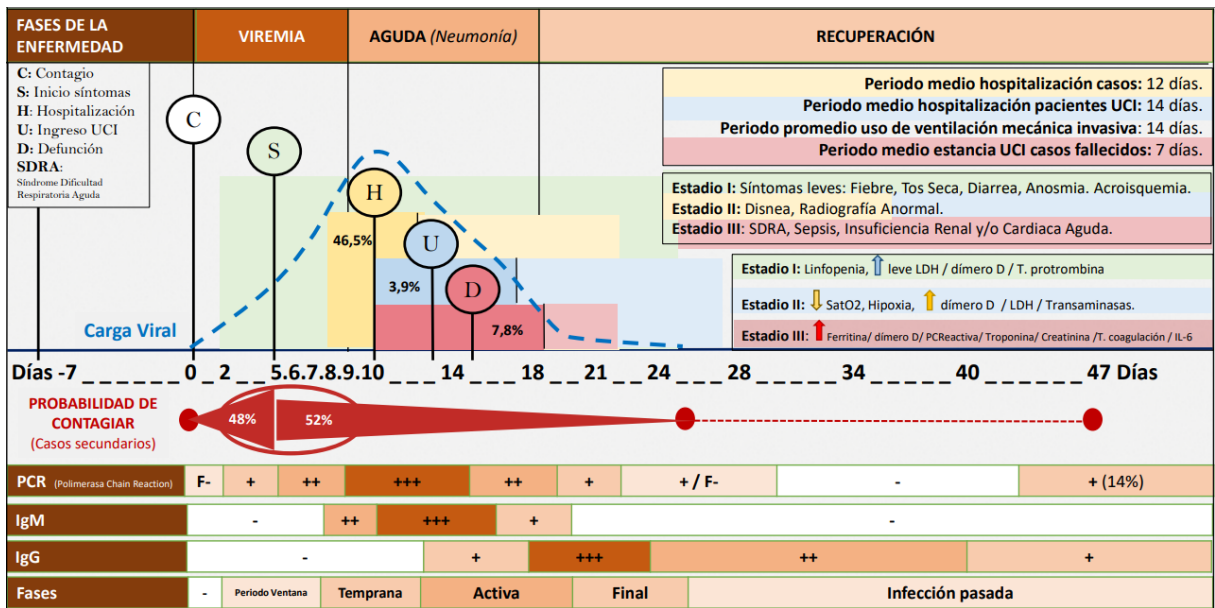 FASES DE LA ENFERMEDAD
VIREMIA
AGUDA (Neumonía)
RECUPERACIÓN
C: Contagio
S: Inicio síntomas
H: Hospitalización
U: Ingreso UCI
D: Defunción
SDRA:
Síndrome Dificultad
Respiratoria Aguda
C
S
H
U
D
46,5%
3,9%
7,8%
Carga Viral
Periodo medio hospitalización casos: 12 días.
Periodo medio hospitalización pacientes UCI: 14 días.
Periodo promedio uso de ventilación mecánica invasiva: 14 días.
Periodo medio estancia UCI casos fallecidos: 7 días.
Estadio I: Síntomas leves: Fiebre, Tos Seca, Diarrea, Anosmia. Acroisquemia.
Estadio II: Disnea, Radiografía Anormal.
Estadio III: SDRA, Sepsis, Insuficiencia Renal y/o Cardiaca Aguda.
Estadio I: Linfopenia, ⇧ leve LDH / dímero D / T. protrombina
Estadio II: ⇩ SatO2, Hipoxia, ⇧ dímero D / LDH / Transaminasas.
Estadio III: ⇧ Ferritina/ dímero D/ PCReactiva/ Troponina/ Creatinina /T. coagulación / IL-6
Días -7 _ _ _ _ _ _ 0 _ 2 _ _ 5.6.7.8.9.10 _ _ _ 14 _ _ _ 18 _ _ 21 _ _ _ 24 _ _ _ 28 _ _ _ _ _ 34 _ _ _ _ _ 40 _ _ _ _ _ _ 47 Días
PROBABILIDAD DE
CONTAGIAR
(Casos secundarios)
48%
52%
PCR (Polimerasa Chain Reaction) F- + ++ +++ ++ + + / F- - + (14%)
IgM - ++ +++ + -
IgG - + +++ ++ +
Fases - Periodo Ventana Temprana Activa Final Infección pasada